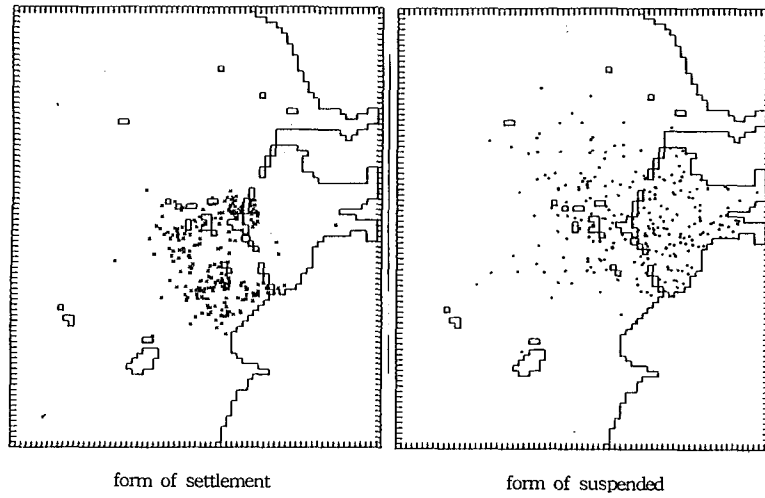 form of settlement
form of suspended